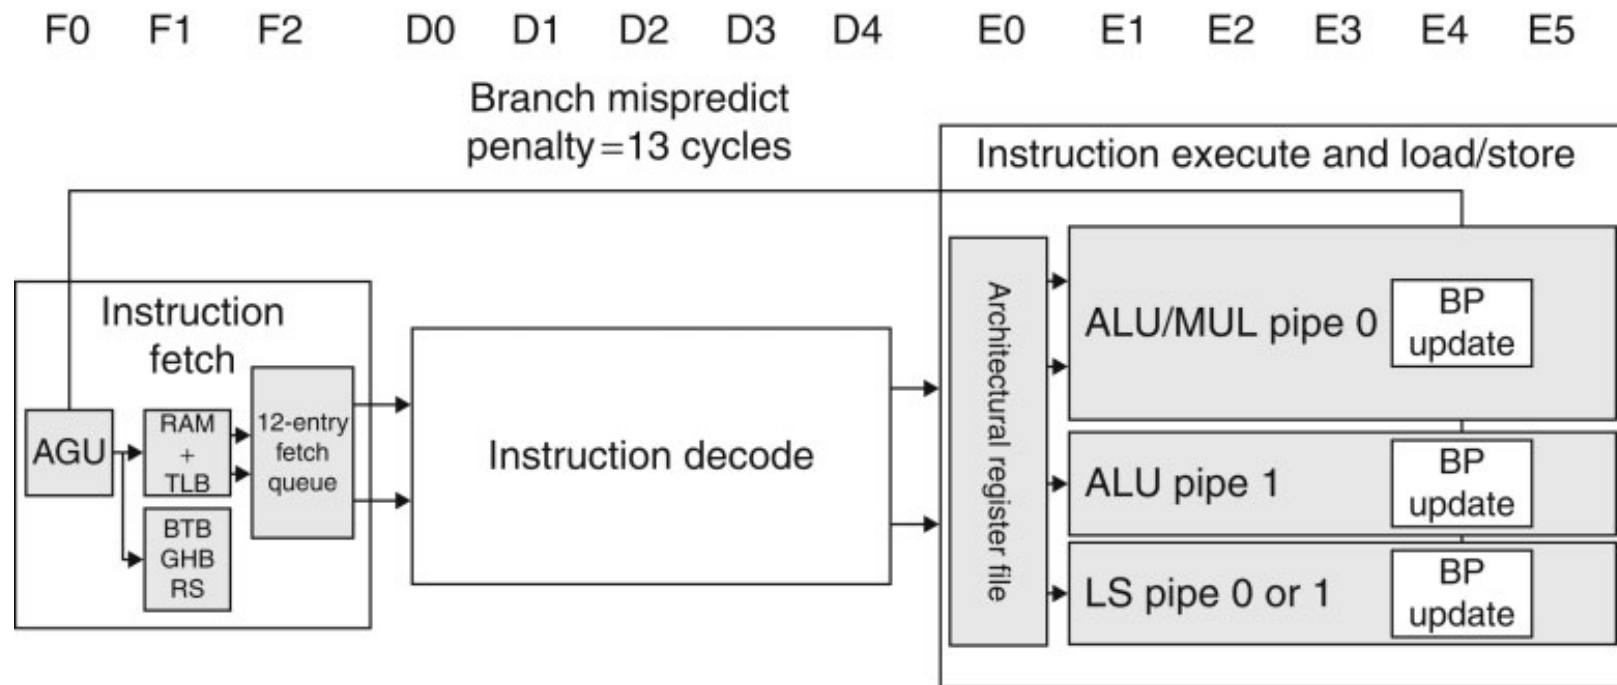 F0 F1 F2 D0 D1 D2 D3 D4 E0 E1 E2 E3 E4 E5
Branch mispredict
penalty=13 cycles
Instruction execute and load/store
Instruction
fetch
AGU
RAM
+
TLB
BTB
GHB
RS
12-entry
fetch
queue
Instruction decode
Architectural register file
ALU/MUL pipe 0
BP
update
ALU pipe 1
BP
update
LS pipe 0 or 1
BP
update